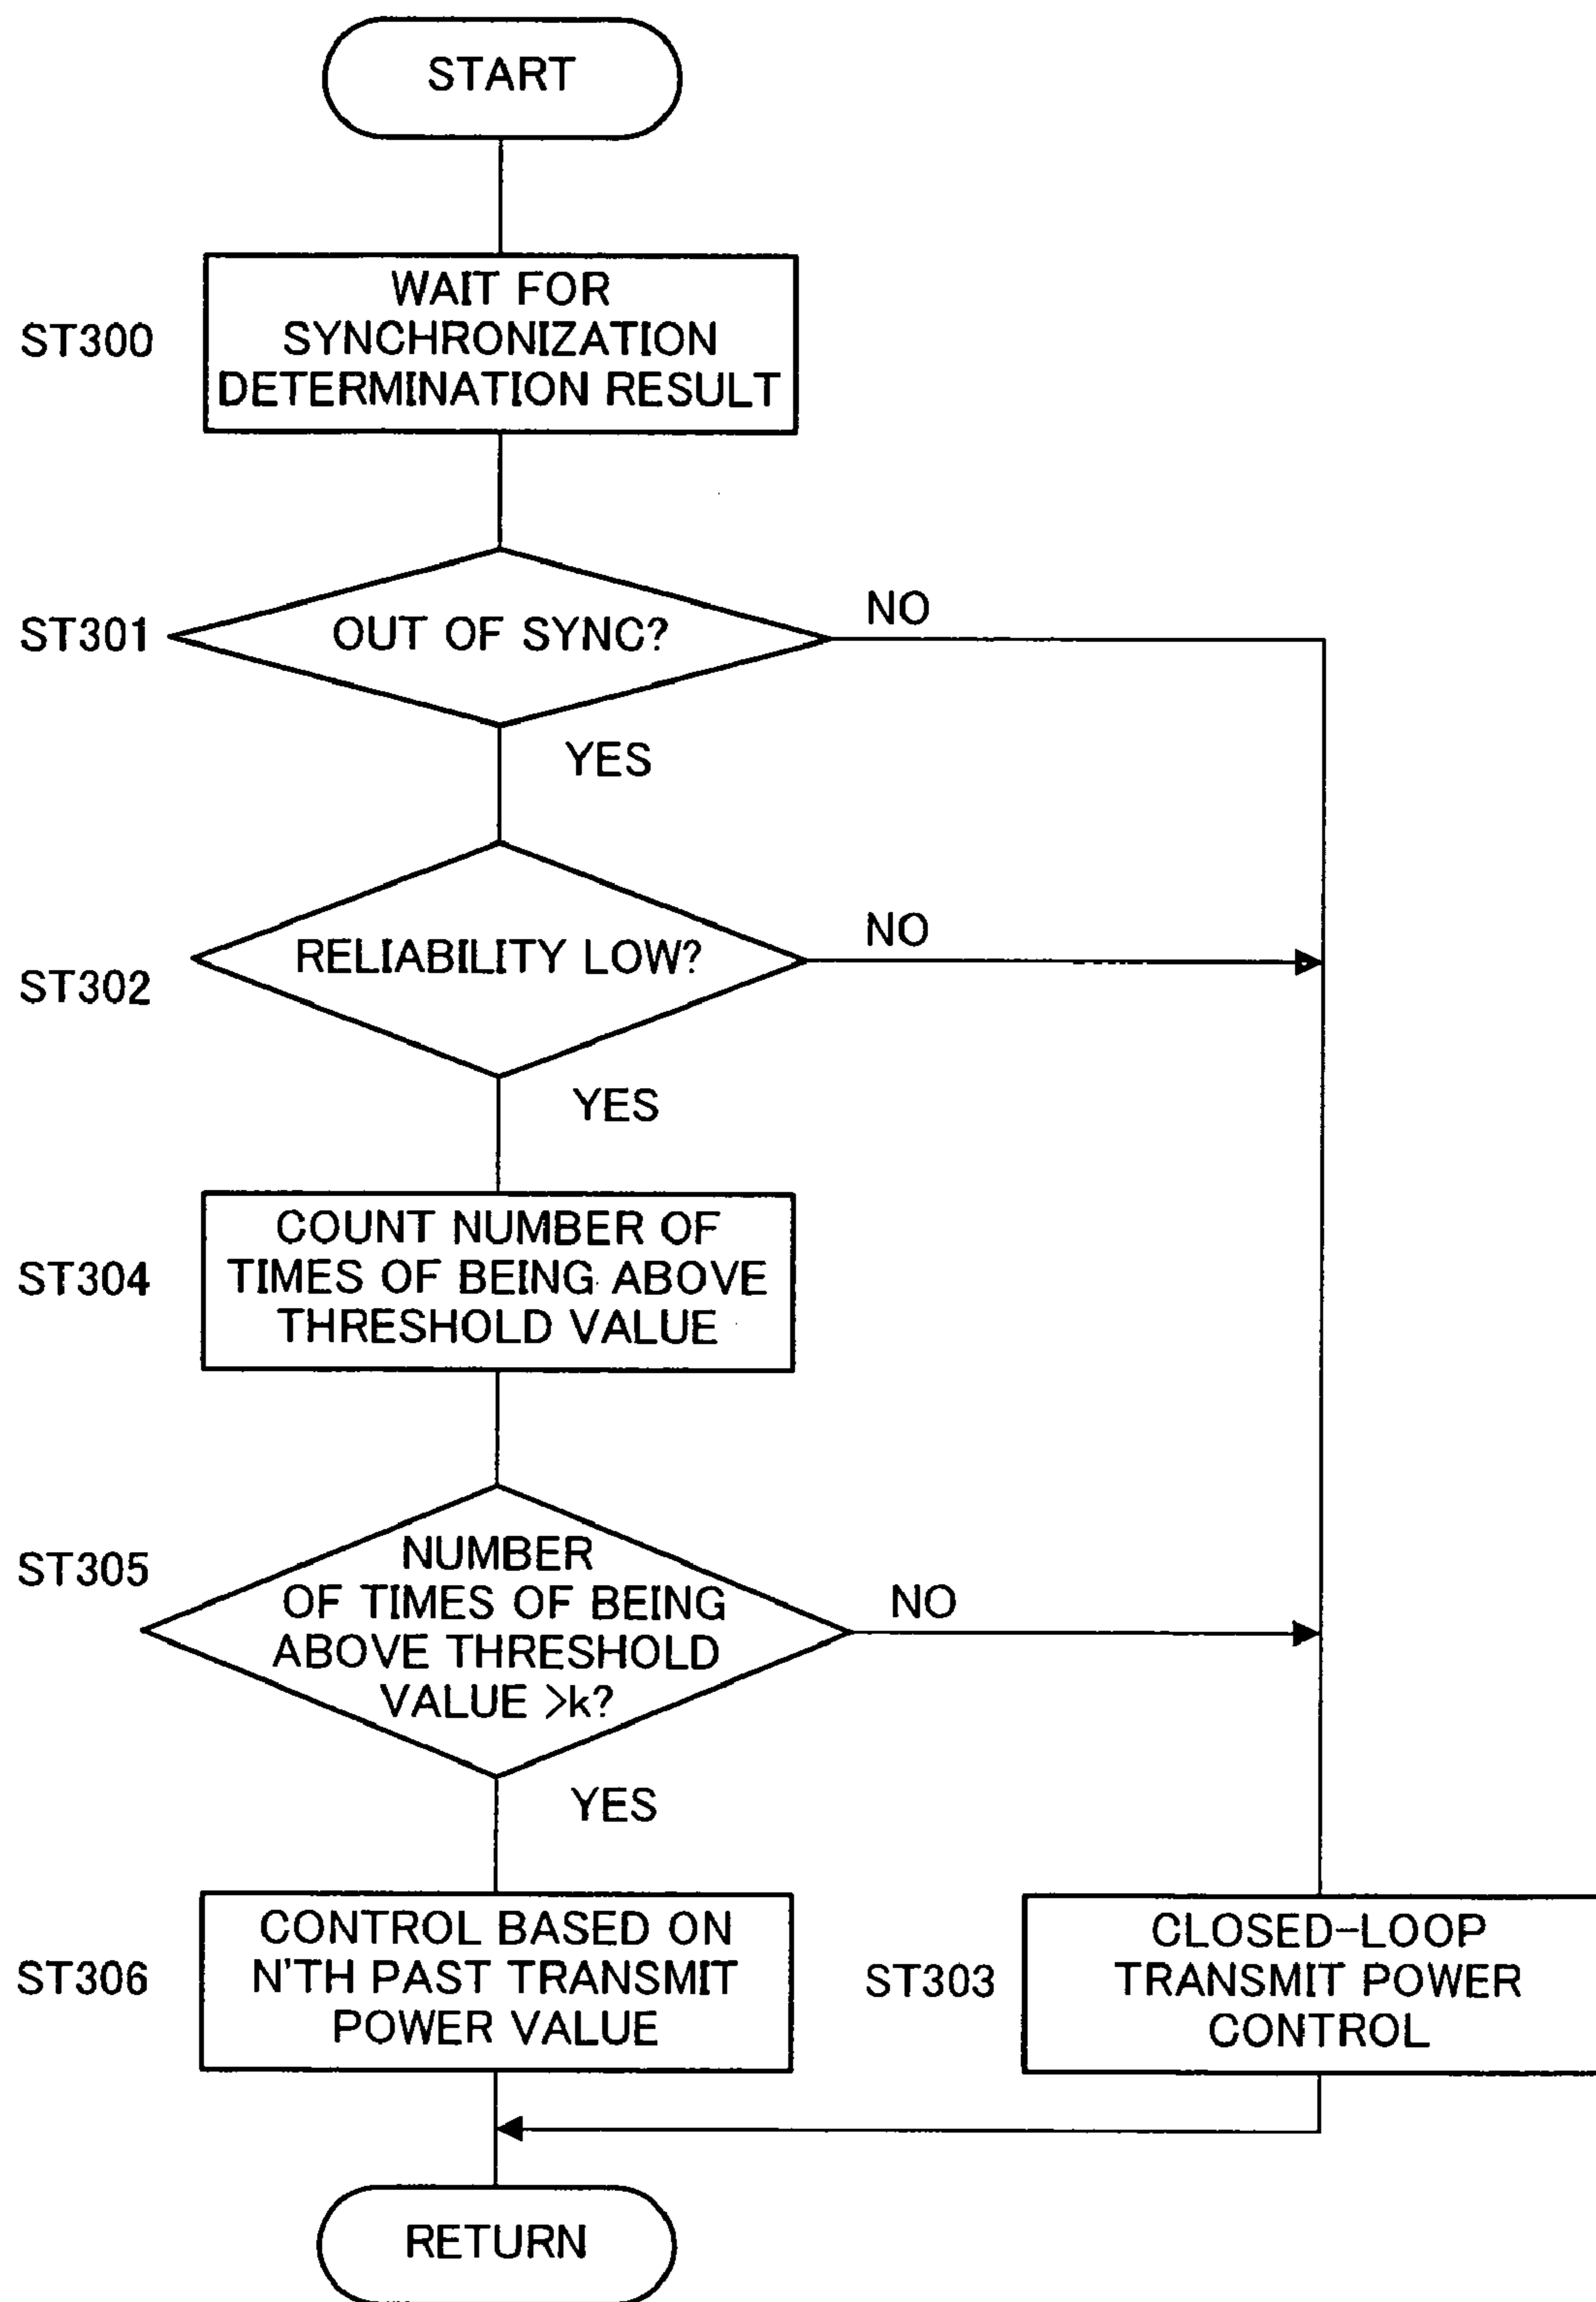 START
WAIT FOR
SYNCHRONIZATION
DETERMINATION RESULT
ST300
OUT OF SYNC?
ST301
NO
YES
RELIABILITY LOW?
ST302
NO
YES
COUNT NUMBER OF
TIMES OF BEING ABOVE
THRESHOLD VALUE
ST304
NUMBER
OF TIMES OF BEING
ABOVE THRESHOLD
VALUE >k?
ST305
NO
YES
CONTROL BASED ON
N'TH PAST TRANSMIT
POWER VALUE
ST306
CLOSED-LOOP
TRANSMIT POWER
CONTROL
ST303
RETURN